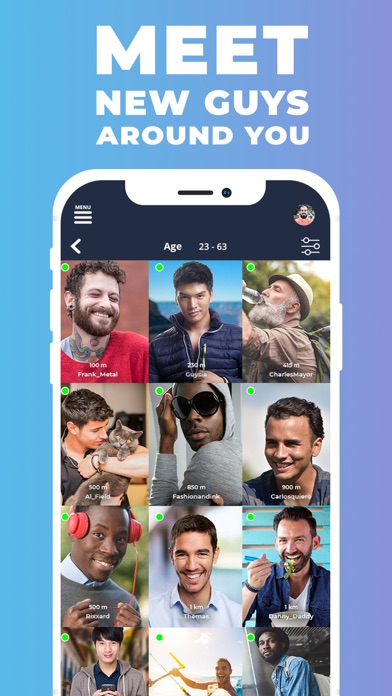 MEET
NEW GUYS
AROUND YOU
MENU
Age 23 - 63
100 m
Frank_Metal
230 m
Guysia
415 m
CharlesMayor
500 m
Al_Field
850 m
Fashionandink
900 m
Carlosquiero
500 m
Rixxard
1 km
Thomas
1 km
Danny_Daddy